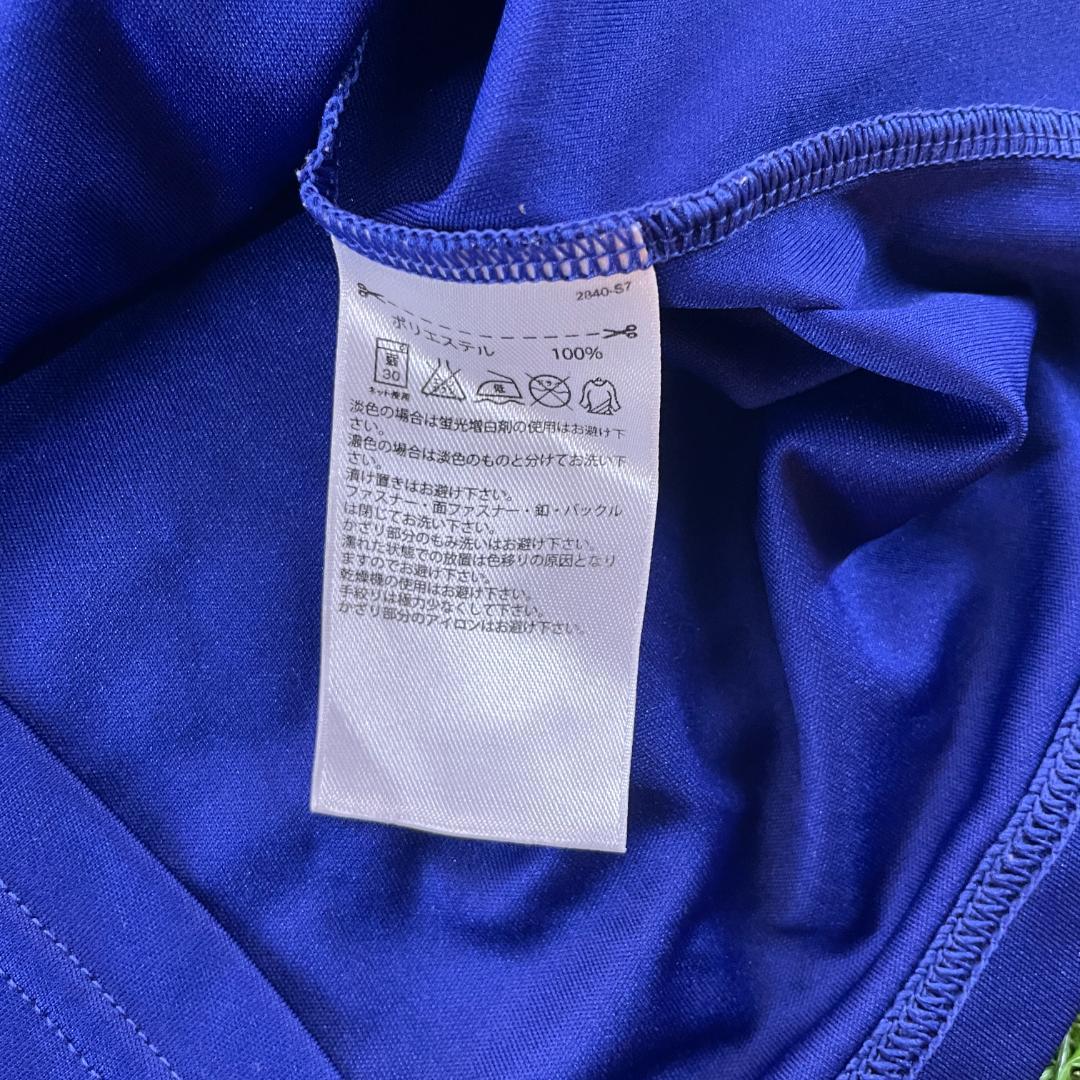 2840-S7
ポリエステル 100%
弱
30
ネット使用
低
淡色の場合は蛍光増白剤の使用はお避け下
さい。
濃色の場合は淡色のものと分けてお洗い下
さい。
漬け置きはお避け下さい。
ファスナー・面ファスナー・釦・バックル
は閉じてお洗い下さい。
かざり部分のもみ洗いはお避け下さい。
濡れた状態での放置は色移りの原因となり
ますのでお避け下さい。
乾燥機の使用はお避け下さい。
手絞りは極力少なくして下さい。
かざり部分のアイロンはお避け下さい。